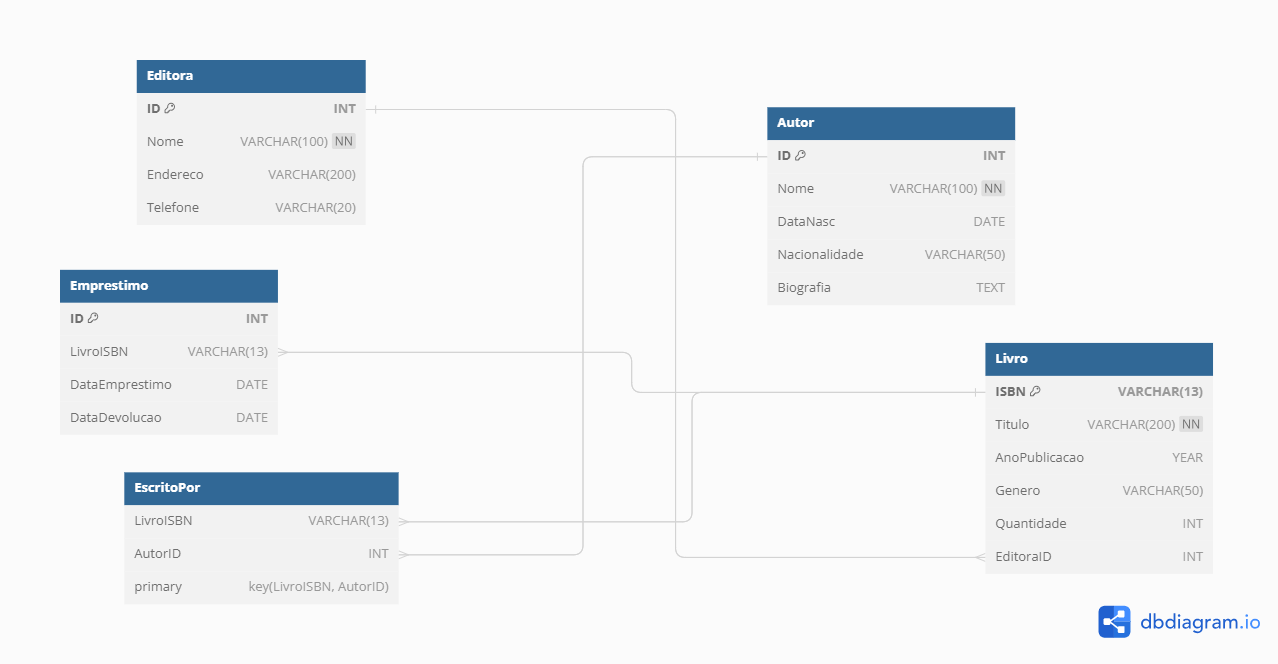 Editora
ID INT
Nome VARCHAR(100) NN
Endereco VARCHAR(200)
Telefone VARCHAR(20)
Autor
ID INT
Nome VARCHAR(100) NN
DataNasc DATE
Nacionalidade VARCHAR(50)
Biografia TEXT
Emprestimo
ID INT
LivroISBN VARCHAR(13)
DataEmprestimo DATE
DataDevolucao DATE
Livro
ISBN VARCHAR(13)
Titulo VARCHAR(200) NN
AnoPublicacao YEAR
Genero VARCHAR(50)
Quantidade INT
EditoraID INT
EscritoPor
LivroISBN VARCHAR(13)
AutorID INT
primary key(LivroISBN, AutorID)
dbdiagram.io